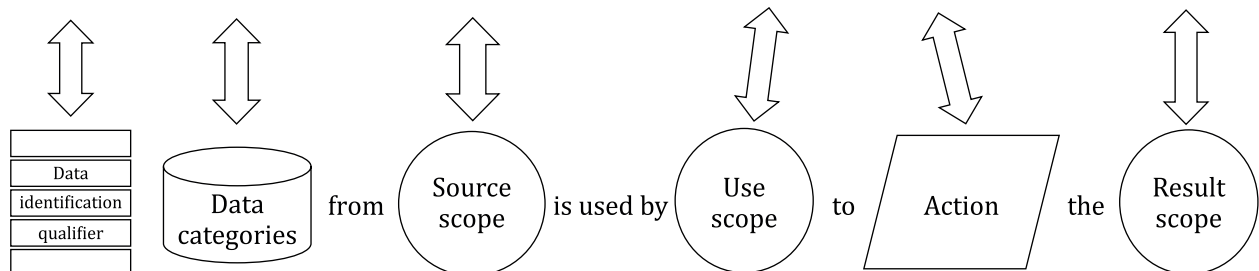 Data
identification
qualifier
Data
categories
from
Source
scope
is used by
Use
scope
to
Action
the
Result
scope